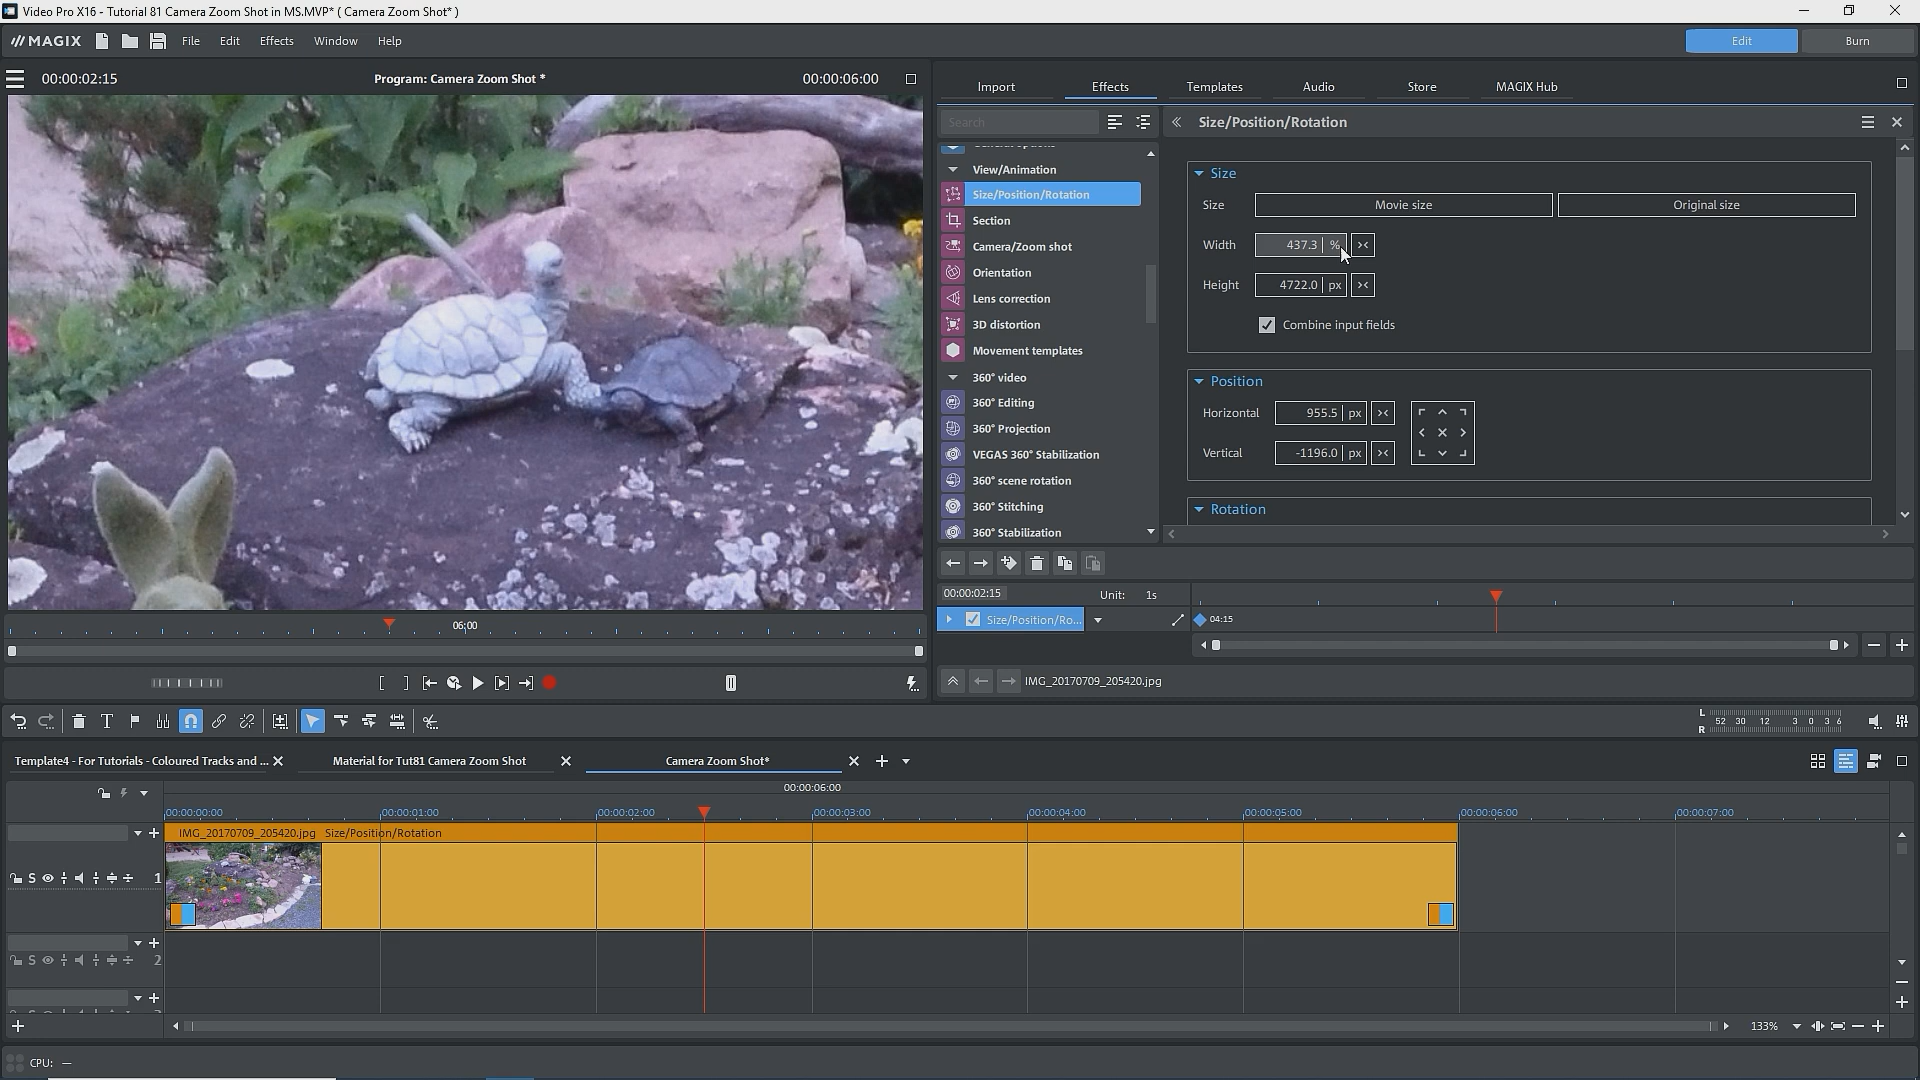 Video Pro X16 - Tutorial 81 Camera Zoom Shot in MS.MVP* ( Camera Zoom Shot* )
MAGIX File Edit Effects Window Help Edit Burn
00:00:02:15 Program: Camera Zoom Shot * 00:00:06:00
Import Effects Templates Audio Store MAGIX Hub
Search
Size/Position/Rotation
View/Animation
Size/Position/Rotation
Section
Camera/Zoom shot
Orientation
Lens correction
3D distortion
Movement templates
360° video
360° Editing
360° Projection
VEGAS 360° Stabilization
360° scene rotation
360° Stitching
360° Stabilization
Size
Size Movie size Original size
Width 437.3 %
Height 4722.0 px
Combine input fields
Position
Horizontal 955.5 px
Vertical -1196.0 px
Rotation
00:00:02:15 Unit: 1s
Size/Position/Ro... 04:15
06:00
IMG_20170709_205420.jpg
L 52 30 12 3 0 3 6
R
Template4 - For Tutorials - Coloured Tracks and ... Material for Tut81 Camera Zoom Shot Camera Zoom Shot*
00:00:06:00
00:00:00:00 00:00:01:00 00:00:02:00 00:00:03:00 00:00:04:00 00:00:05:00 00:00:06:00 00:00:07:00
IMG_20170709_205420.jpg Size/Position/Rotation
S 1
S 2
133%
CPU: —